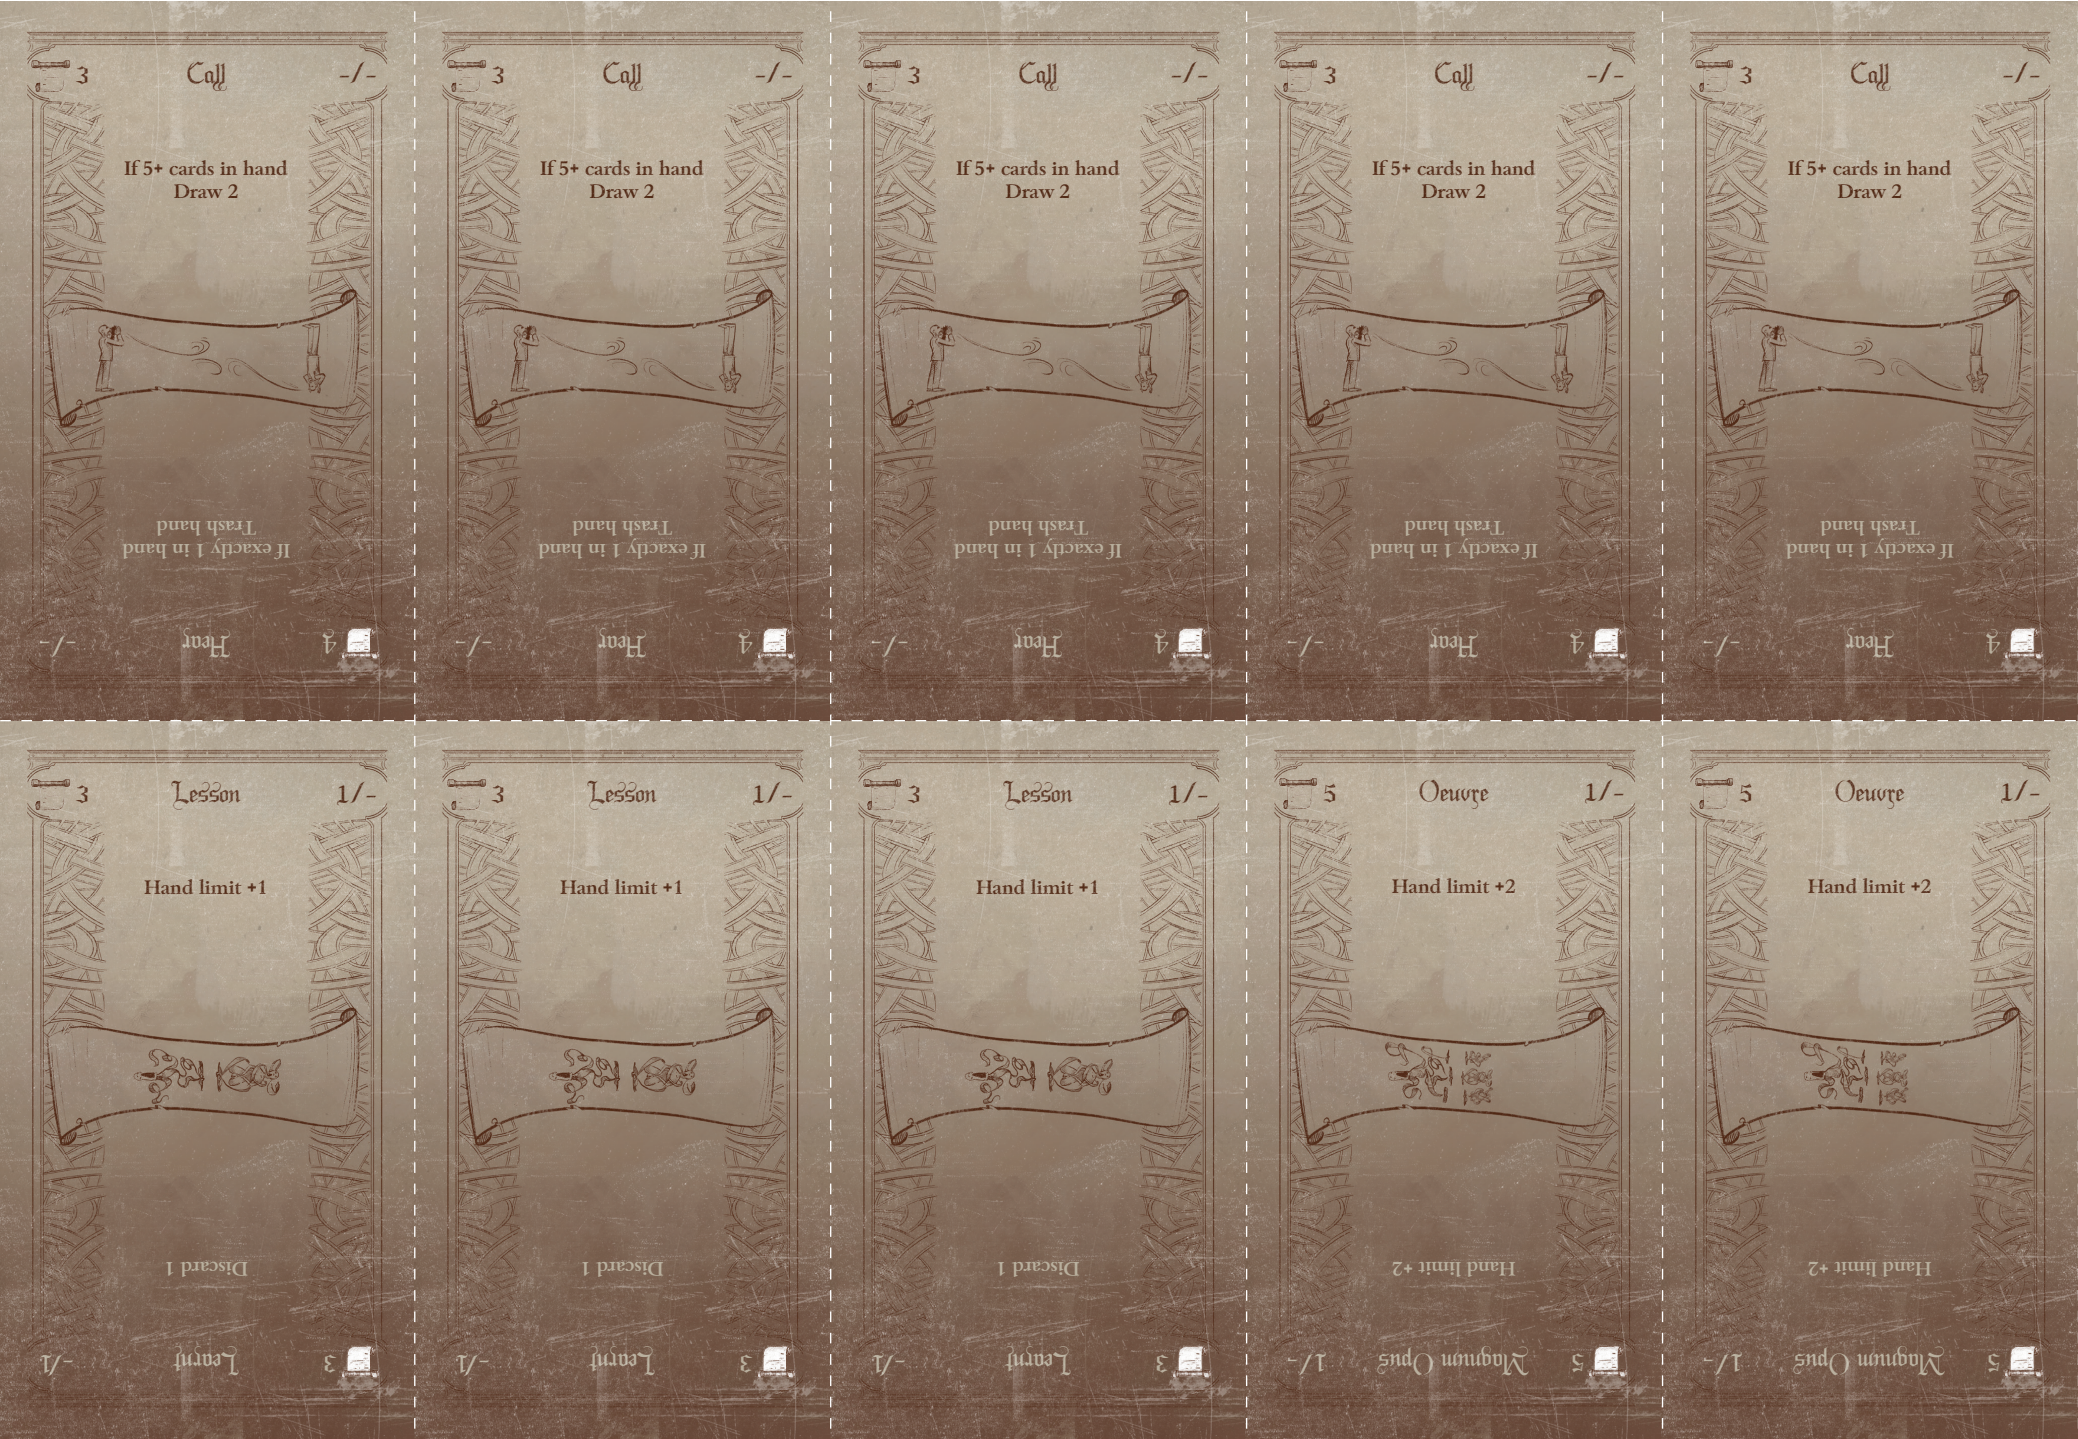 3 Call -/-
If 5+ cards in hand
Draw 2
4 Hear -/-
If exactly 1 in hand
Trash hand
3 Call -/-
If 5+ cards in hand
Draw 2
4 Hear -/-
If exactly 1 in hand
Trash hand
3 Call -/-
If 5+ cards in hand
Draw 2
4 Hear -/-
If exactly 1 in hand
Trash hand
3 Call -/-
If 5+ cards in hand
Draw 2
4 Hear -/-
If exactly 1 in hand
Trash hand
3 Call -/-
If 5+ cards in hand
Draw 2
4 Hear -/-
If exactly 1 in hand
Trash hand
3 Lesson 1/-
Hand limit +1
3 Learnt -/1
Discard 1
3 Lesson 1/-
Hand limit +1
3 Learnt -/1
Discard 1
3 Lesson 1/-
Hand limit +1
3 Learnt -/1
Discard 1
5 Oeuvre 1/-
Hand limit +2
5 Magnum Opus 1/-
Hand limit +2
5 Oeuvre 1/-
Hand limit +2
5 Magnum Opus 1/-
Hand limit +2